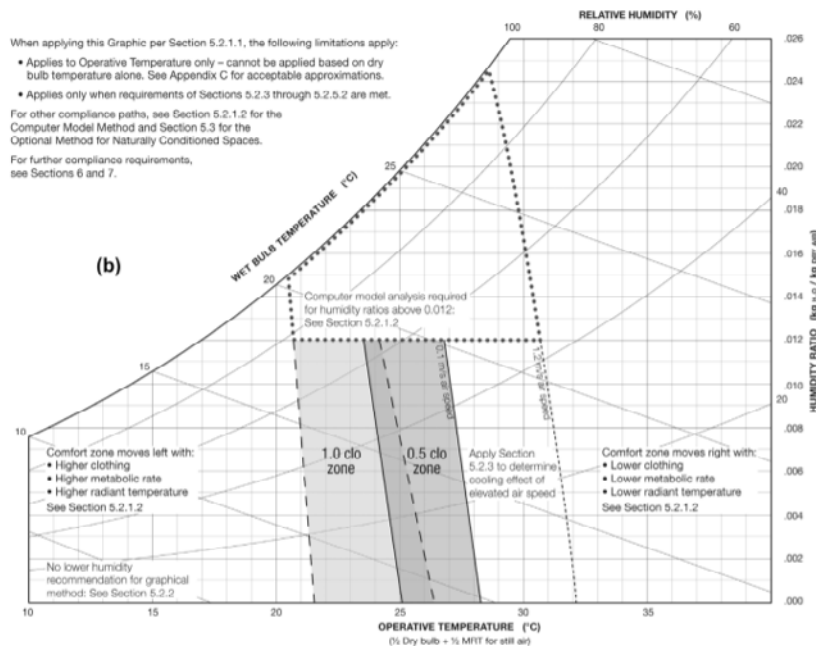 RELATIVE HUMIDITY (%)
100
80
60
When applying this Graphic per Section 5.2.1.1, the following limitations apply:
• Applies to Operative Temperature only – cannot be applied based on dry
bulb temperature alone. See Appendix C for acceptable approximations.
• Applies only when requirements of Sections 5.2.3 through 5.2.5.2 are met.
For other compliance paths, see Section 5.2.1.2 for the
Computer Model Method and Section 5.3 for the
Optional Method for Naturally Conditioned Spaces.
For further compliance requirements,
see Sections 6 and 7.
(b)
WET BULB TEMPERATURE (°C)
10
15
20
25
.026
.024
.022
.020
40
.018
.016
.014
.012
.010
20
.008
.006
.004
.002
.000
HUMIDITY RATIO
Computer model analysis required
for humidity ratios above 0.012:
See Section 5.2.1.2
0.1 m/s air speed
1.2 m/s air speed
Comfort zone moves left with:
• Higher clothing
• Higher metabolic rate
• Higher radiant temperature
See Section 5.2.1.2
1.0 clo
zone
0.5 clo
zone
Apply Section
5.2.3 to determine
cooling effect of
elevated air speed
Comfort zone moves right with:
• Lower clothing
• Lower metabolic rate
• Lower radiant temperature
See Section 5.2.1.2
No lower humidity
recommendation for graphical
method: See Section 5.2.2
10
15
20
25
30
35
OPERATIVE TEMPERATURE (°C)
(½ Dry bulb + ½ MRT for still air)